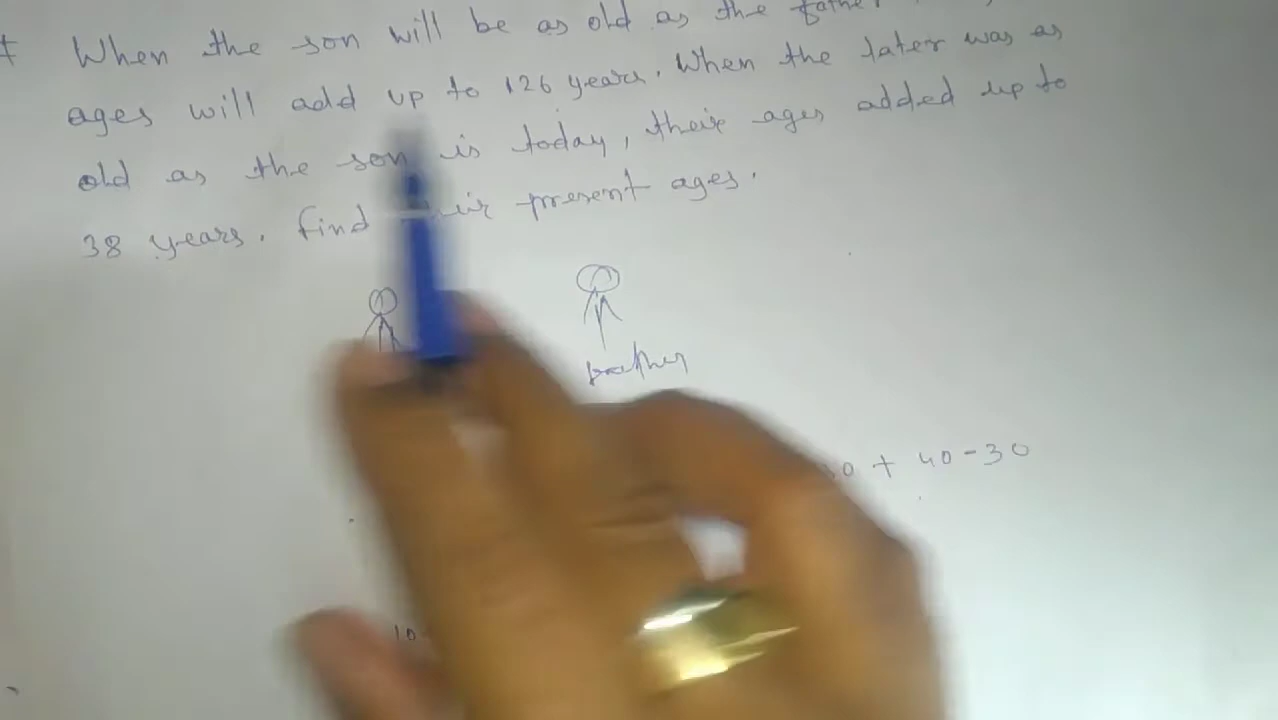 When the son will be as old as the father
ages will add up to 126 years. When the later was as
old as the son is today, their ages added up to
38 years. find present ages.
40-30
10